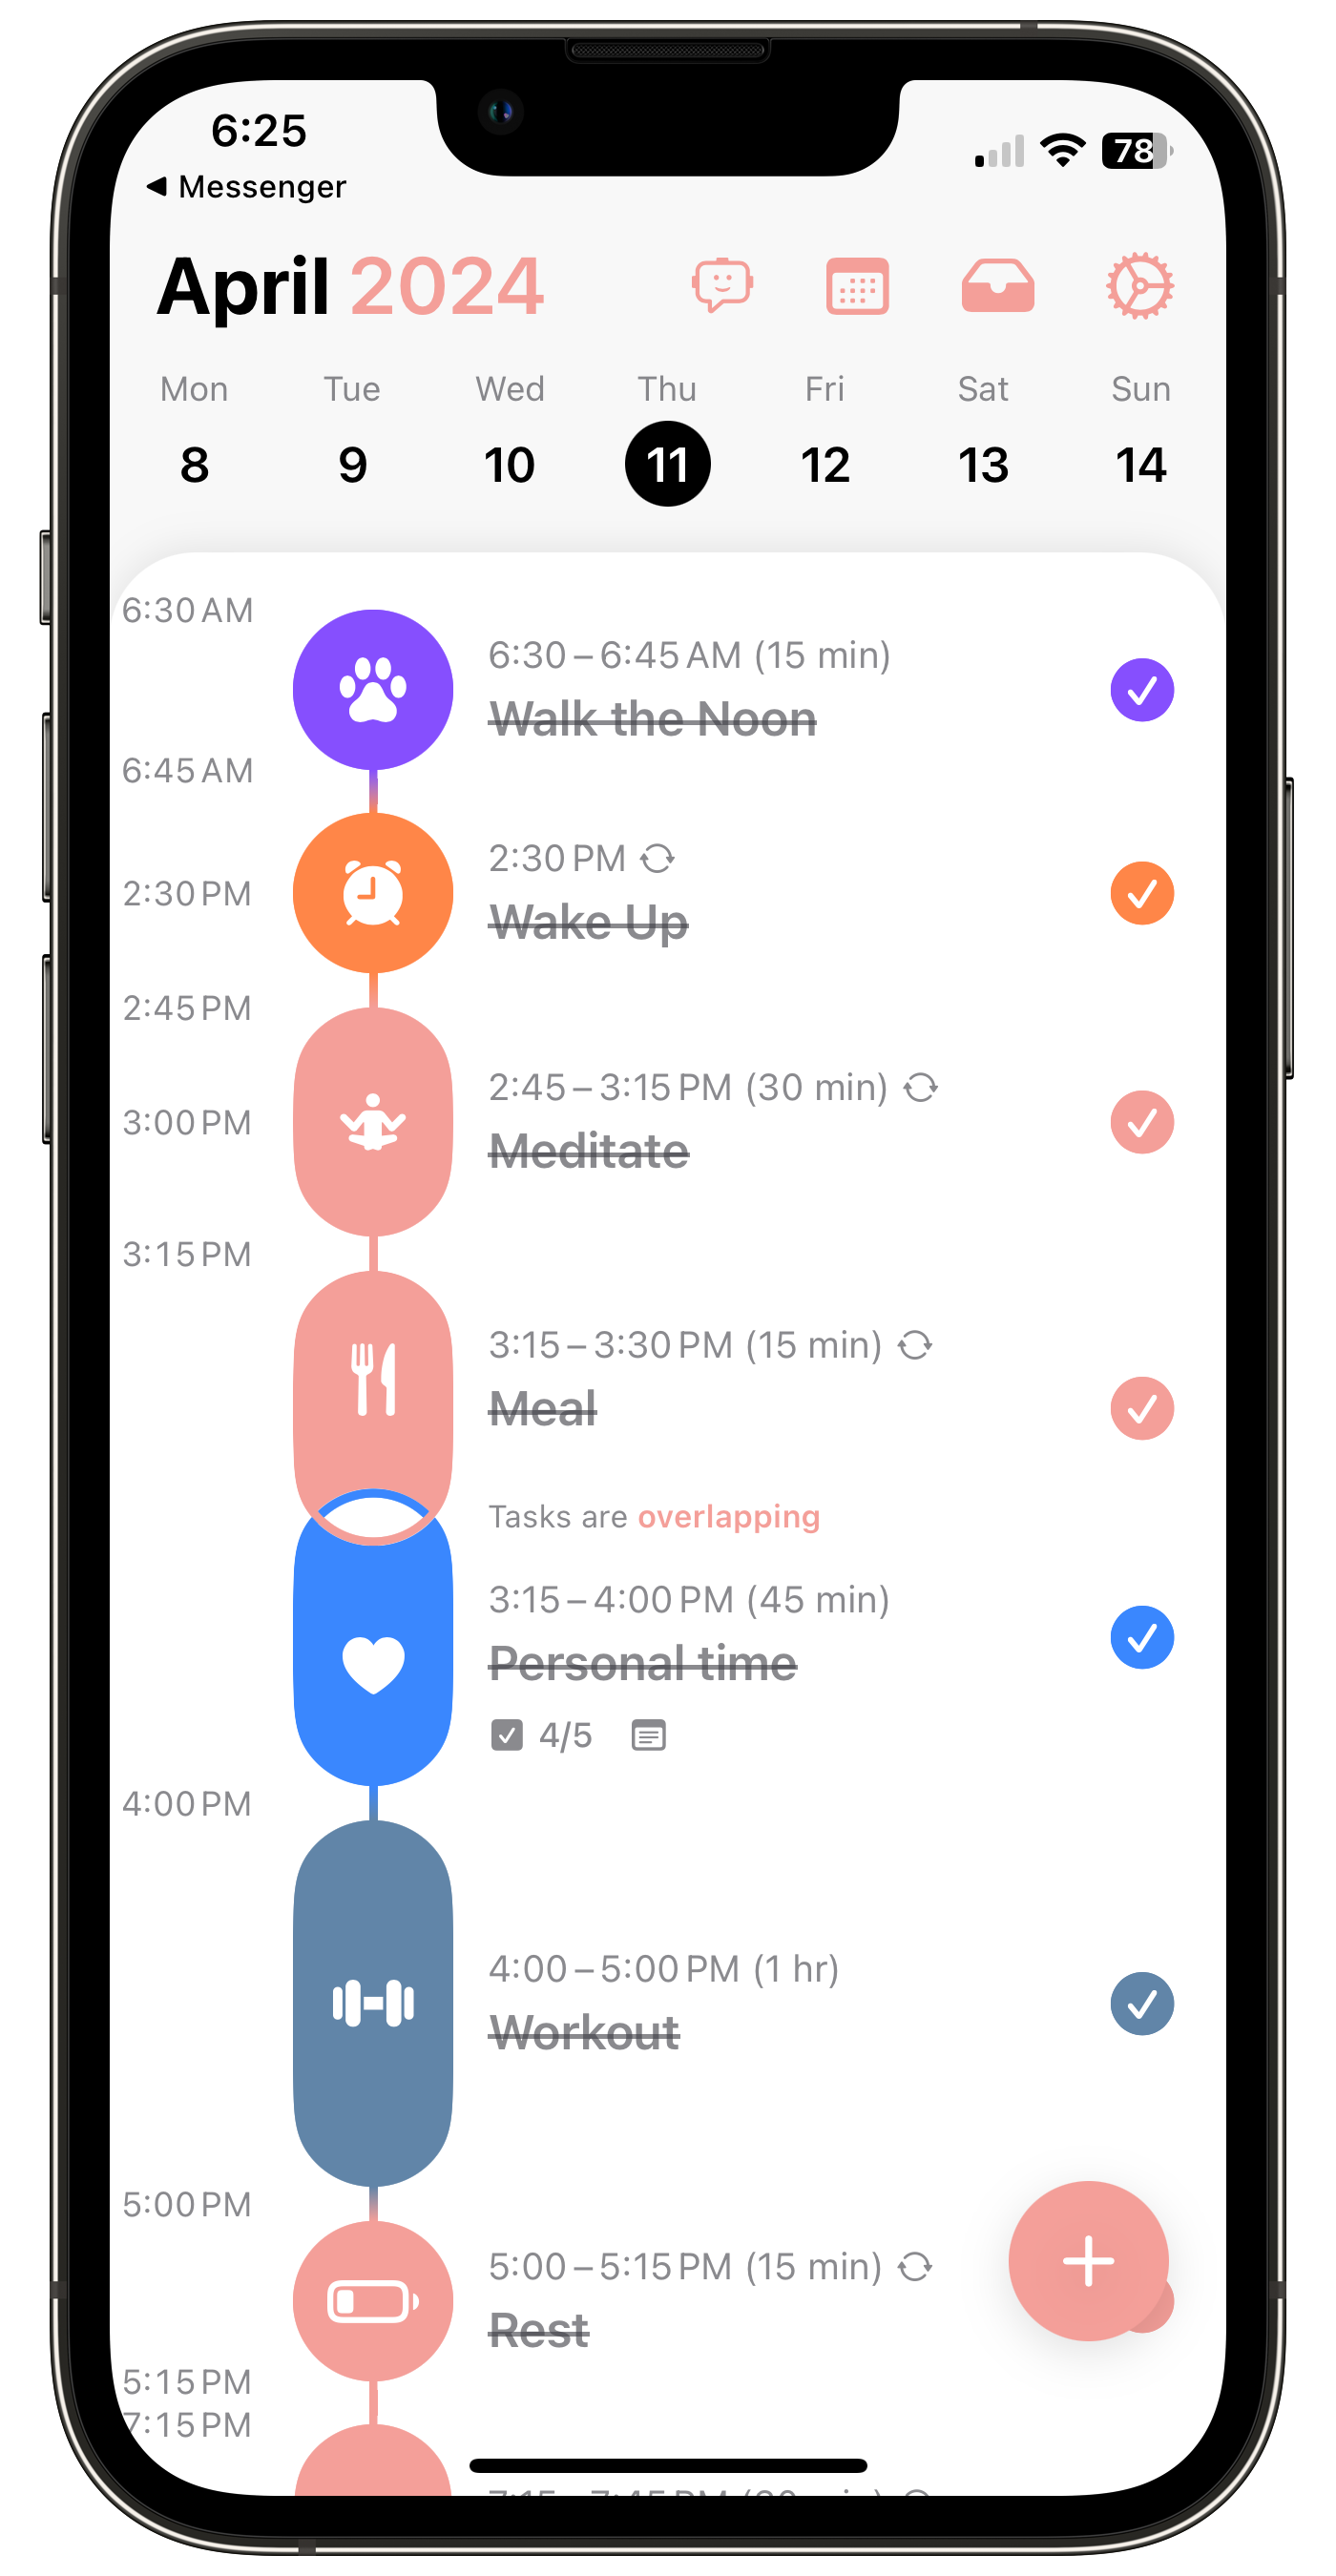 6:25
78
◀ Messenger
April 2024
Mon Tue Wed Thu Fri Sat Sun
8 9 10 11 12 13 14
6:30 AM
6:30 – 6:45 AM (15 min)
Walk the Noon
6:45 AM
2:30 PM
2:30 PM
Wake Up
2:45 PM
2:45 – 3:15 PM (30 min)
3:00 PM
Meditate
3:15 PM
3:15 – 3:30 PM (15 min)
Meal
Tasks are overlapping
3:15 – 4:00 PM (45 min)
Personal time
4/5
4:00 PM
4:00 – 5:00 PM (1 hr)
Workout
5:00 PM
5:00 – 5:15 PM (15 min)
Rest
5:15 PM
7:15 PM